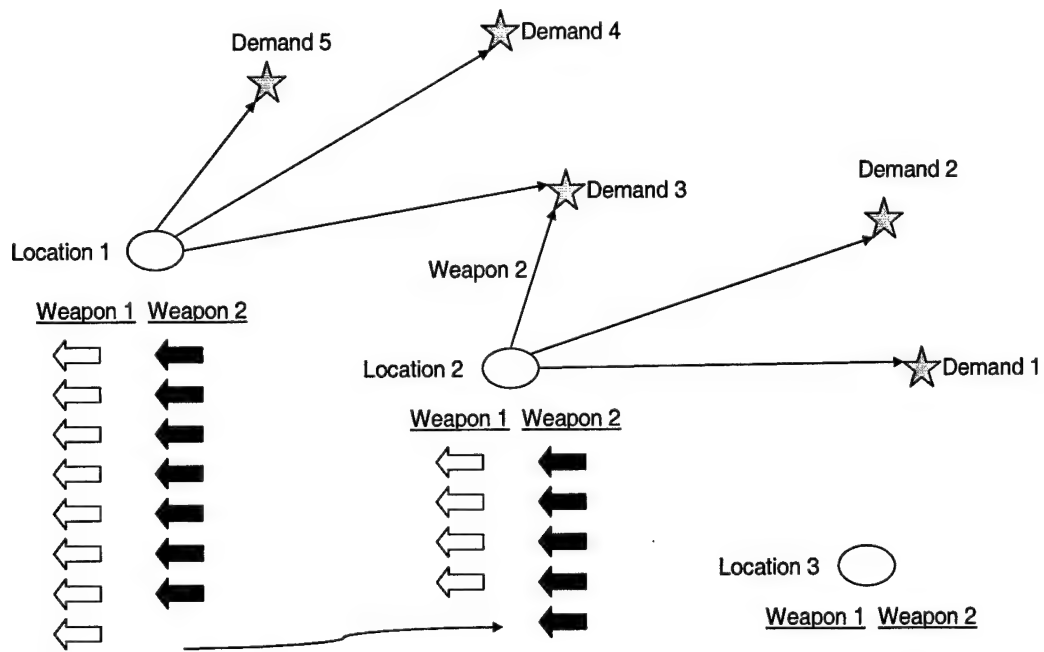 Demand 5
Demand 4
Demand 3
Demand 2
Location 1
Weapon 2
Weapon 1 Weapon 2
Location 2
Demand 1
Weapon 1 Weapon 2
Location 3
Weapon 1 Weapon 2